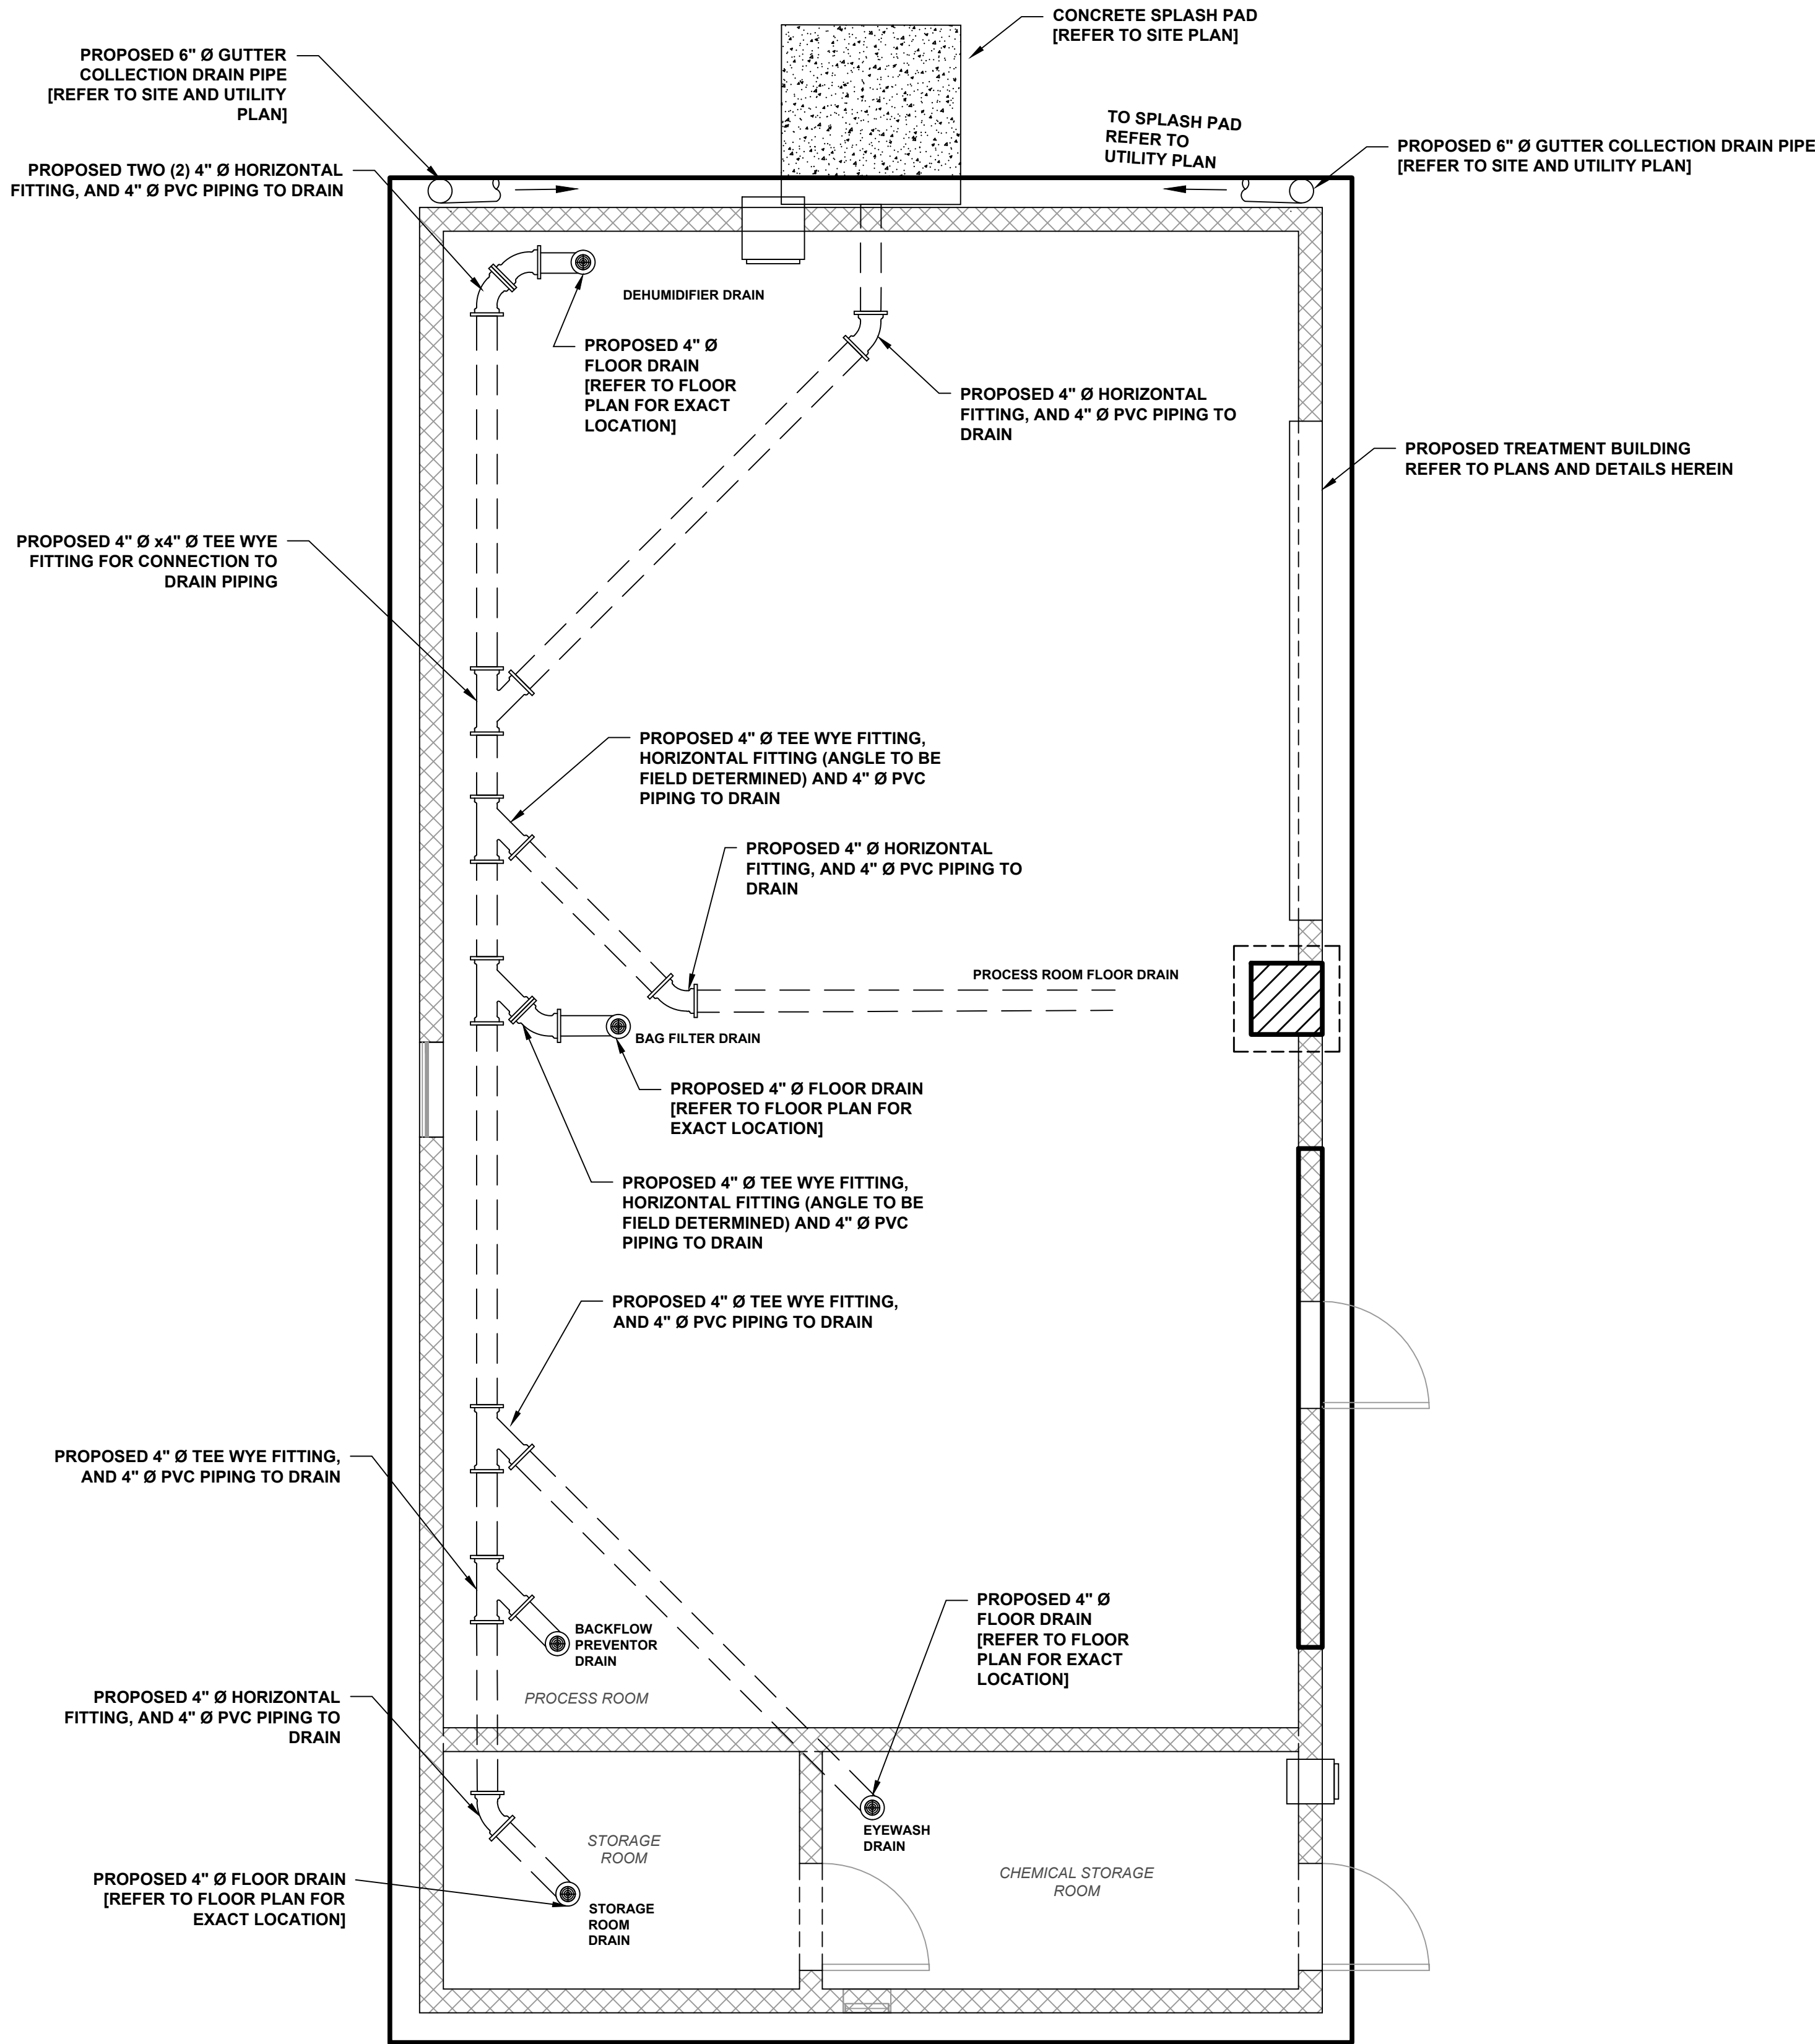 CONCRETE SPLASH PAD
[REFER TO SITE PLAN]
PROPOSED 6" Ø GUTTER
COLLECTION DRAIN PIPE
[REFER TO SITE AND UTILITY
PLAN]
TO SPLASH PAD
REFER TO
UTILITY PLAN
PROPOSED 6" Ø GUTTER COLLECTION DRAIN PIPE
[REFER TO SITE AND UTILITY PLAN]
PROPOSED TWO (2) 4" Ø HORIZONTAL
FITTING, AND 4" Ø PVC PIPING TO DRAIN
DEHUMIDIFIER DRAIN
PROPOSED 4" Ø
FLOOR DRAIN
[REFER TO FLOOR
PLAN FOR EXACT
LOCATION]
PROPOSED 4" Ø HORIZONTAL
FITTING, AND 4" Ø PVC PIPING TO
DRAIN
PROPOSED TREATMENT BUILDING
REFER TO PLANS AND DETAILS HEREIN
PROPOSED 4" Ø x4" Ø TEE WYE
FITTING FOR CONNECTION TO
DRAIN PIPING
PROPOSED 4" Ø TEE WYE FITTING,
HORIZONTAL FITTING (ANGLE TO BE
FIELD DETERMINED) AND 4" Ø PVC
PIPING TO DRAIN
PROPOSED 4" Ø HORIZONTAL
FITTING, AND 4" Ø PVC PIPING TO
DRAIN
PROCESS ROOM FLOOR DRAIN
BAG FILTER DRAIN
PROPOSED 4" Ø FLOOR DRAIN
[REFER TO FLOOR PLAN FOR
EXACT LOCATION]
PROPOSED 4" Ø TEE WYE FITTING,
HORIZONTAL FITTING (ANGLE TO BE
FIELD DETERMINED) AND 4" Ø PVC
PIPING TO DRAIN
PROPOSED 4" Ø TEE WYE FITTING,
AND 4" Ø PVC PIPING TO DRAIN
PROPOSED 4" Ø TEE WYE FITTING,
AND 4" Ø PVC PIPING TO DRAIN
BACKFLOW
PREVENTOR
DRAIN
PROPOSED 4" Ø
FLOOR DRAIN
[REFER TO FLOOR
PLAN FOR EXACT
LOCATION]
PROCESS ROOM
PROPOSED 4" Ø HORIZONTAL
FITTING, AND 4" Ø PVC PIPING TO
DRAIN
STORAGE
ROOM
EYEWASH
DRAIN
CHEMICAL STORAGE
ROOM
PROPOSED 4" Ø FLOOR DRAIN
[REFER TO FLOOR PLAN FOR
EXACT LOCATION]
STORAGE
ROOM
DRAIN